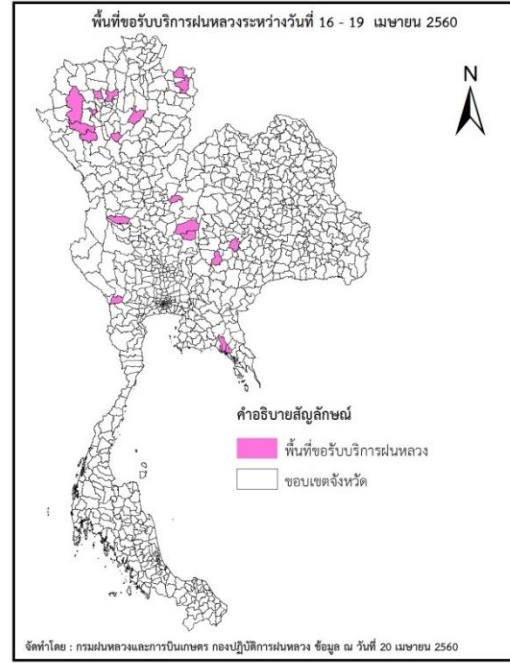 พื้นที่ขอรับบริการฝนหลวงระหว่างวันที่ 16 - 19 เมษายน 2560
N
คำอธิบายสัญลักษณ์
พื้นที่ขอรับบริการฝนหลวง
ขอบเขตจังหวัด
จัดทำโดย : กรมฝนหลวงและการบินเกษตร กองปฏิบัติการฝนหลวง ข้อมูล ณ วันที่ 20 เมษายน 2560